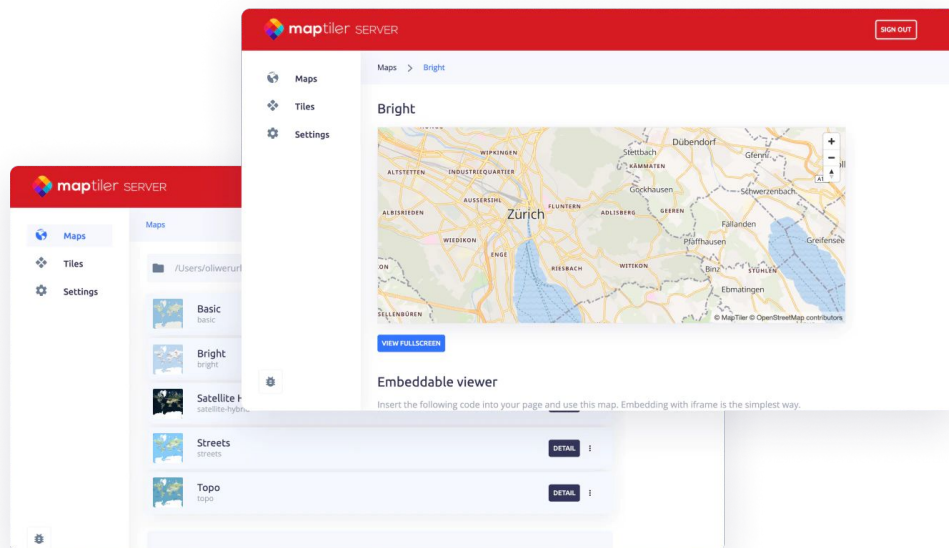 maptiler SERVER
SIGN OUT
Maps
Tiles
Settings
Maps > Bright
Bright
WIPKINGEN
Stettbach
Dübendorf
Gfenn
KÄMMATEN
ALTSTETTEN
INDUSTRIEQUARTIER
A1
Gockhausen
Schwerzenbach
AUSSERSIHL
FLUNTERN
ALBISRIEDEN
Zürich
ADLISBERG
GEEREN
Fällanden
WIEDIKON
Pfaffhausen
Greifensee
ENGE
RIESBACH
WITIKON
Binz
STUHLEN
Ebmatingen
SELLENBÜREN
© MapTiler © OpenStreetMap contributors
VIEW FULLSCREEN
Embeddable viewer
Insert the following code into your page and use this map. Embedding with iframe is the simplest way.
maptiler SERVER
Maps
Tiles
Settings
Maps
/Users/oliwerurl
Basic
basic
Bright
bright
Satellite H
satellite-hybrid
Streets
streets
DETAIL
Topo
topo
DETAIL